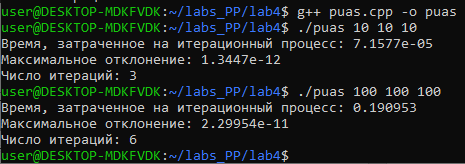 user@DESKTOP-MDKFVDK:~/labs_PP/lab4$ g++ puas.cpp -o puas
user@DESKTOP-MDKFVDK:~/labs_PP/lab4$ ./puas 10 10 10
Время, затраченное на итерационный процесс: 7.1577e-05
Максимальное отклонение: 1.3447e-12
Число итераций: 3
user@DESKTOP-MDKFVDK:~/labs_PP/lab4$ ./puas 100 100 100
Время, затраченное на итерационный процесс: 0.190953
Максимальное отклонение: 2.29954e-11
Число итераций: 6
user@DESKTOP-MDKFVDK:~/labs_PP/lab4$